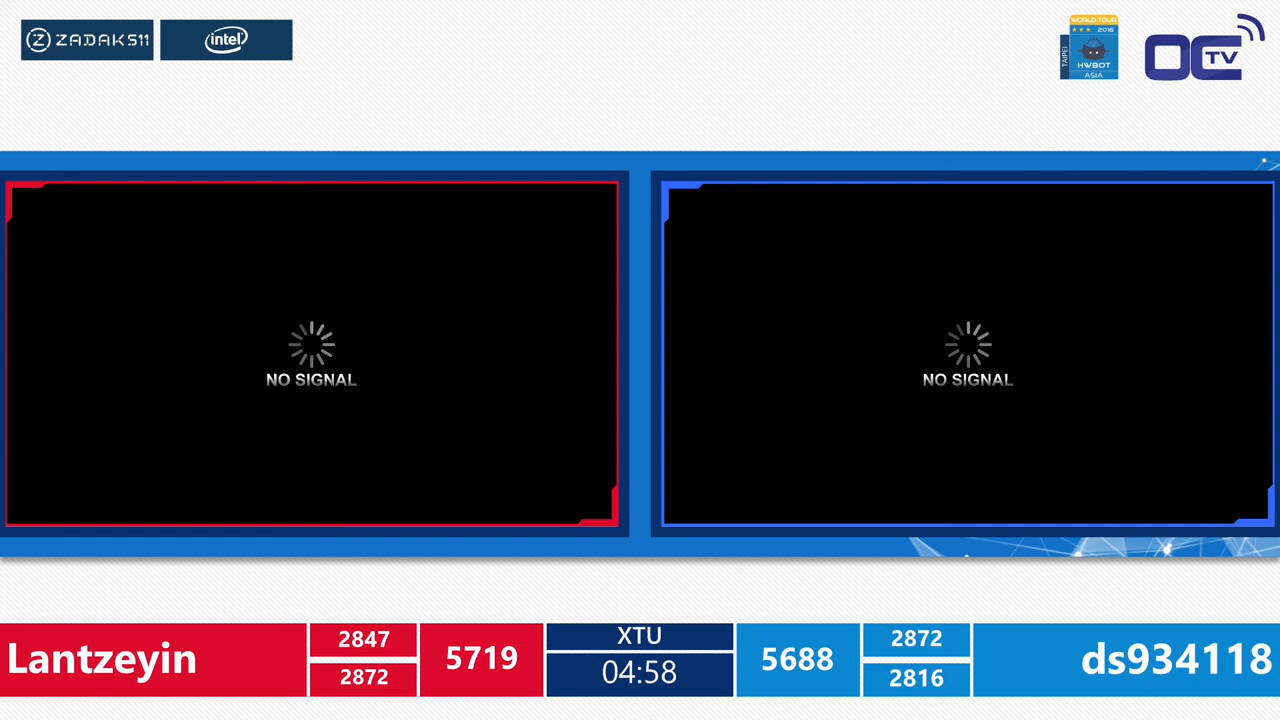 ZADAK511
intel
WORLD TOUR
2016
TAIPEI
HWBOT
ASIA
OC TV
NO SIGNAL
NO SIGNAL
Lantzeyin
2847
2872
5719
XTU
04:58
5688
2872
2816
ds934118